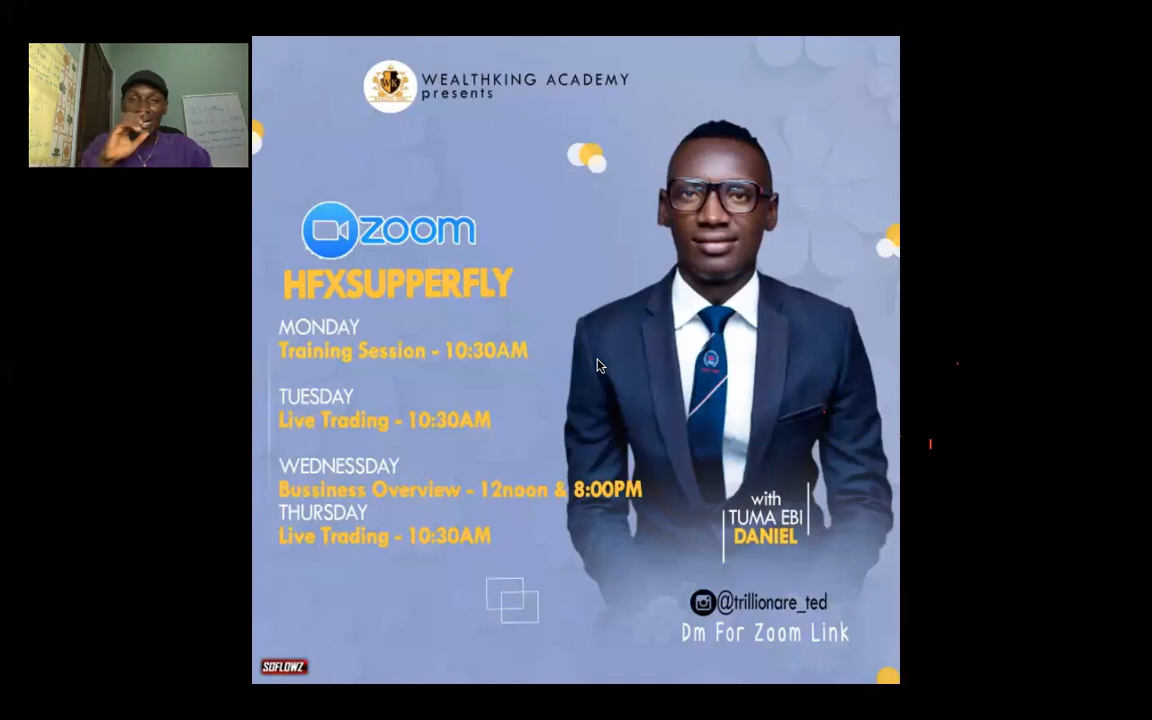 WEALTHKING ACADEMY
presents
zoom
HFXSUPPERFLY
MONDAY
Training Session - 10:30AM
TUESDAY
Live Trading - 10:30AM
WEDNESSDAY
Bussiness Overview - 12noon & 8:00PM
THURSDAY
Live Trading - 10:30AM
with
TUMA EBI
DANIEL
@trillionare_ted
Dm For Zoom Link
SOFLOWZ